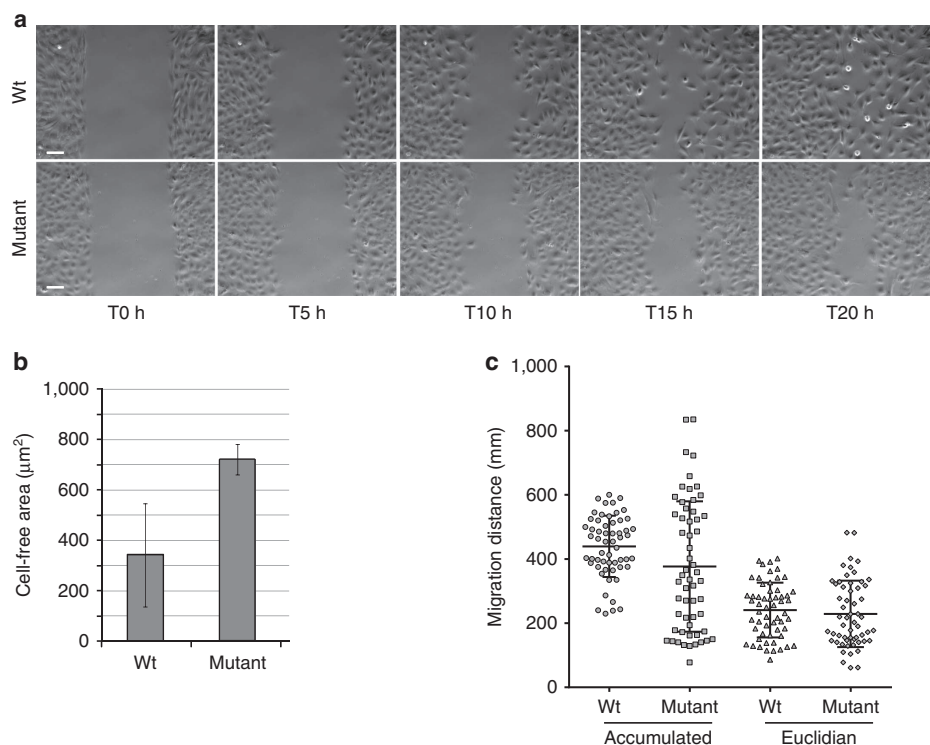 a
Wt
Mutant
T0 h T5 h T10 h T15 h T20 h
b
Cell-free area (μm²)
1,000
800
600
400
200
0
Wt Mutant
c
Migration distance (mm)
1,000
800
600
400
200
0
Wt Mutant Wt Mutant
Accumulated Euclidian